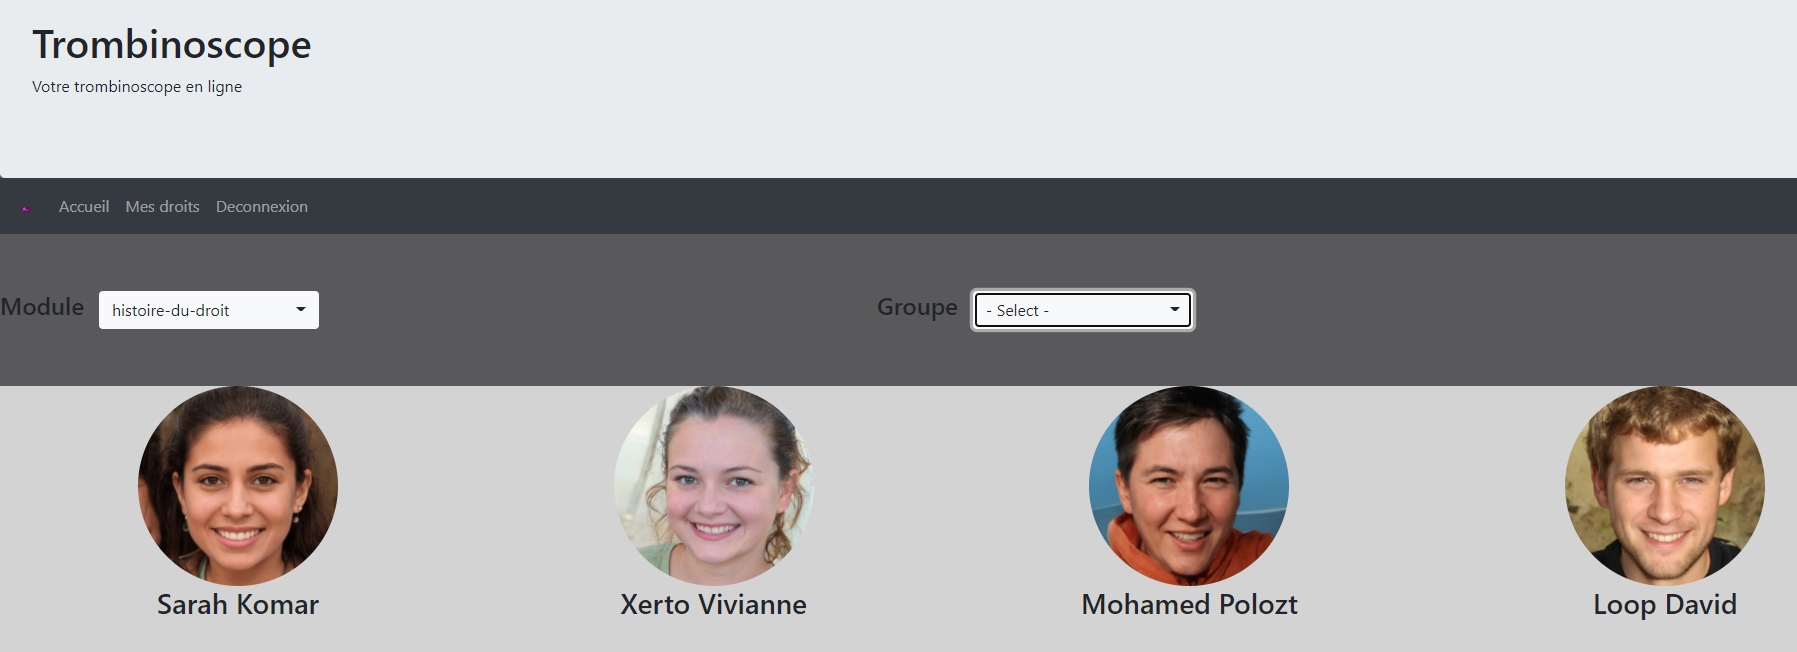 Trombinoscope
Votre trombinoscope en ligne
Accueil Mes droits Deconnexion
Module histoire-du-droit Groupe - Select -
Sarah Komar Xerto Vivianne Mohamed Polozt Loop David